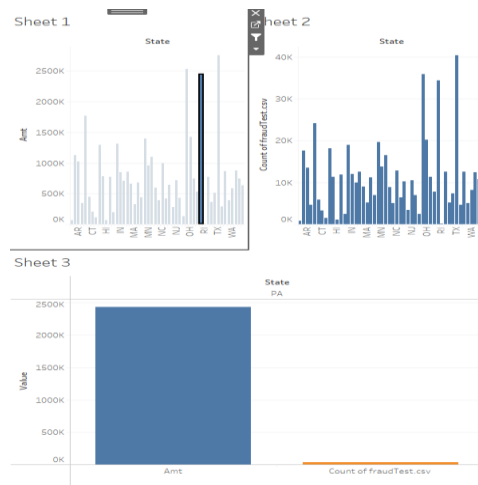 Sheet 1
State
Amt
2500K
2000K
1500K
1000K
500K
0K
AR
CT
HI
IN
MA
MN
NC
NJ
OH
RI
TX
WA
heet 2
State
Count of fraudTest.csv
40K
30K
20K
10K
0K
AR
CT
HI
IN
MA
MN
NC
NJ
OH
RI
TX
WA
Sheet 3
State
PA
Value
2500K
2000K
1500K
1000K
500K
0K
Amt
Count of fraudTest.csv